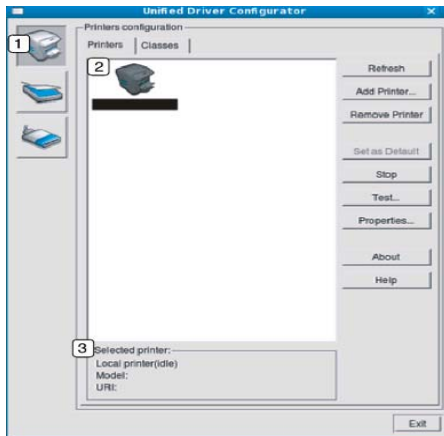 Unified Driver Configurator
Printers configuration
1
Printers
Classes
2
Refresh
Add Printer...
Remove Printer
Set as Default
Stop
Test...
Properties...
About
Help
3
Selected printer:
Local printer(idle)
Model:
URI:
Exit